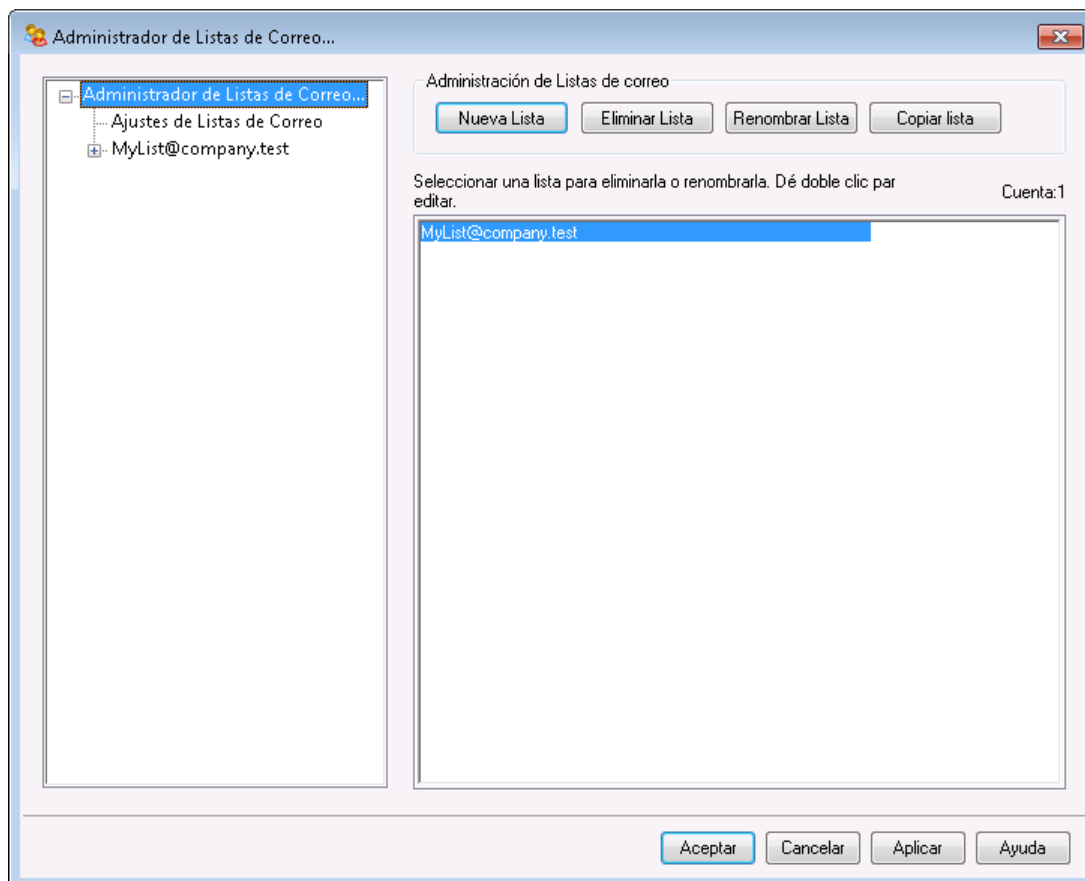 Administrador de Listas de Correo...
Administrador de Listas de Correo...
Ajustes de Listas de Correo
MyList@company.test
Administración de Listas de correo
Nueva Lista
Eliminar Lista
Renombrar Lista
Copiar lista
Seleccionar una lista para eliminarla o renombrarla. Dé doble clic par
editar.
Cuenta:1
MyList@company.test
Aceptar
Cancelar
Aplicar
Ayuda